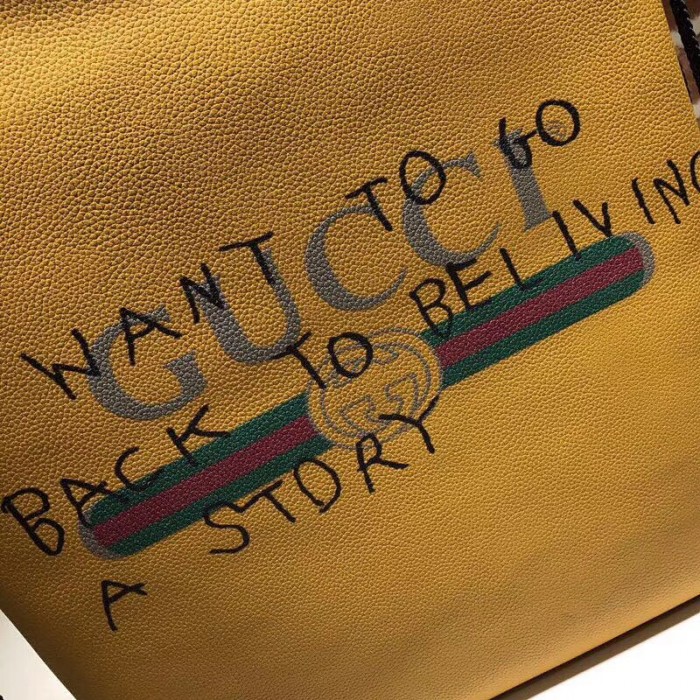 GUCCI
WANT TO GO
BACK TO BELIVING
A STORY